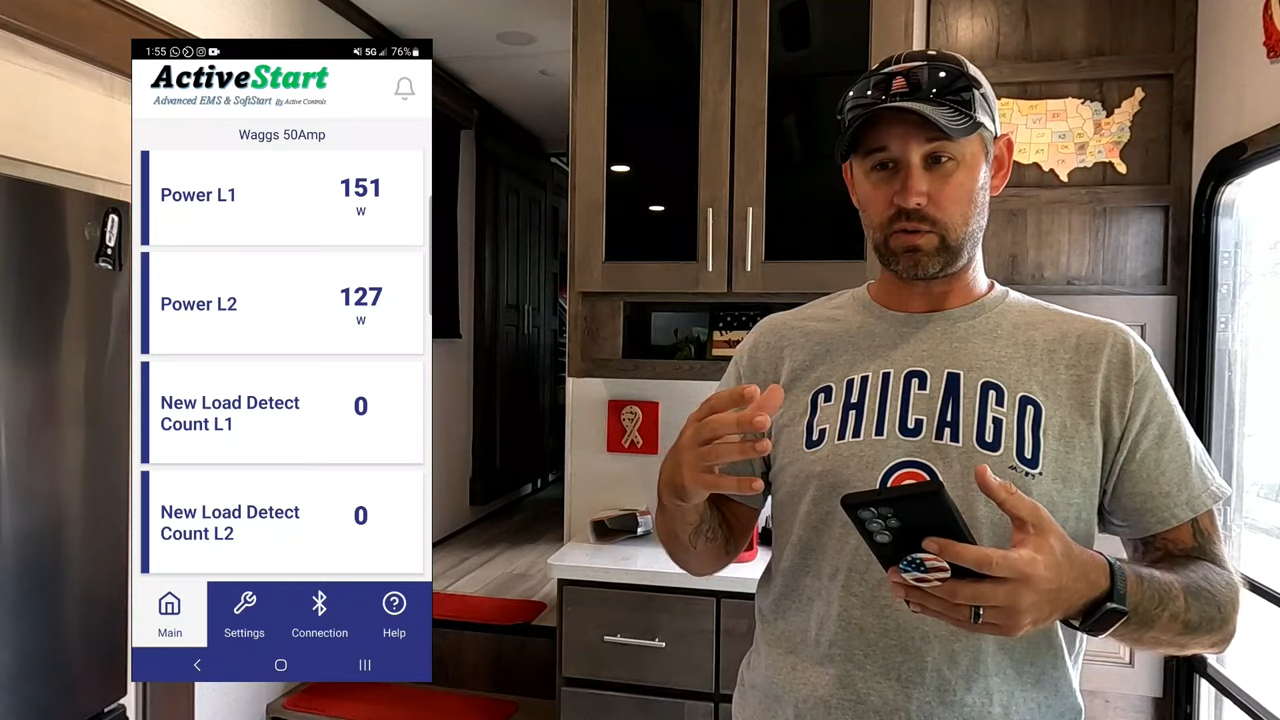 1:55
5G
76%
ActiveStart
Advanced EMS & SoftStart By Active Controls
Waggs 50Amp
Power L1
151
W
Power L2
127
W
New Load Detect
Count L1
0
New Load Detect
Count L2
0
Main
Settings
Connection
Help
CHICAGO